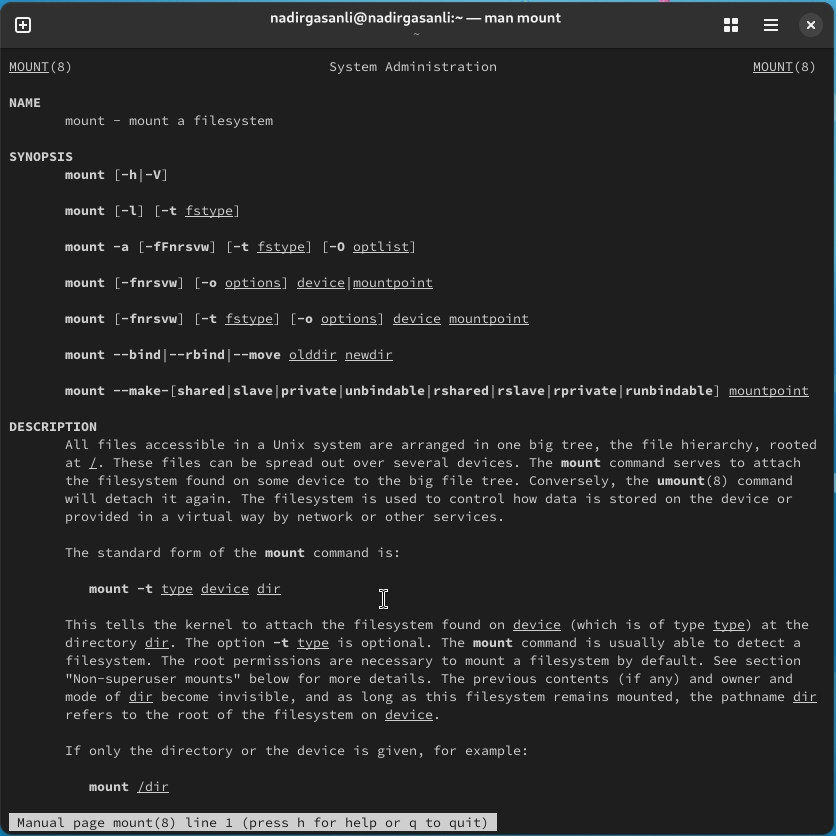 nadirgasanli@nadirgasanli:~ — man mount
~
MOUNT(8) System Administration MOUNT(8)
NAME
mount - mount a filesystem
SYNOPSIS
mount [-h|-V]
mount [-l] [-t fstype]
mount -a [-fFnrsvw] [-t fstype] [-O optlist]
mount [-fnrsvw] [-o options] device|mountpoint
mount [-fnrsvw] [-t fstype] [-o options] device mountpoint
mount --bind|--rbind|--move olddir newdir
mount --make-[shared|slave|private|unbindable|rshared|rslave|rprivate|runbindable] mountpoint
DESCRIPTION
All files accessible in a Unix system are arranged in one big tree, the file hierarchy, rooted
at /. These files can be spread out over several devices. The mount command serves to attach
the filesystem found on some device to the big file tree. Conversely, the umount(8) command
will detach it again. The filesystem is used to control how data is stored on the device or
provided in a virtual way by network or other services.
The standard form of the mount command is:
mount -t type device dir
This tells the kernel to attach the filesystem found on device (which is of type type) at the
directory dir. The option -t type is optional. The mount command is usually able to detect a
filesystem. The root permissions are necessary to mount a filesystem by default. See section
"Non-superuser mounts" below for more details. The previous contents (if any) and owner and
mode of dir become invisible, and as long as this filesystem remains mounted, the pathname dir
refers to the root of the filesystem on device.
If only the directory or the device is given, for example:
mount /dir
Manual page mount(8) line 1 (press h for help or q to quit)